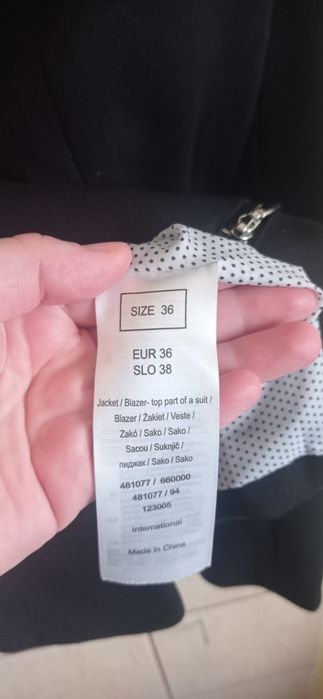 SIZE 36
EUR 36
SLO 38
Jacket / Blazer- top part of a suit /
Blazer / Żakiet / Veste /
Zakó / Sako / Sako /
Sacou / Suknjič /
пиджак / Sako / Sako
481077 / 660000
481077 / 94
123005
International
Made in China